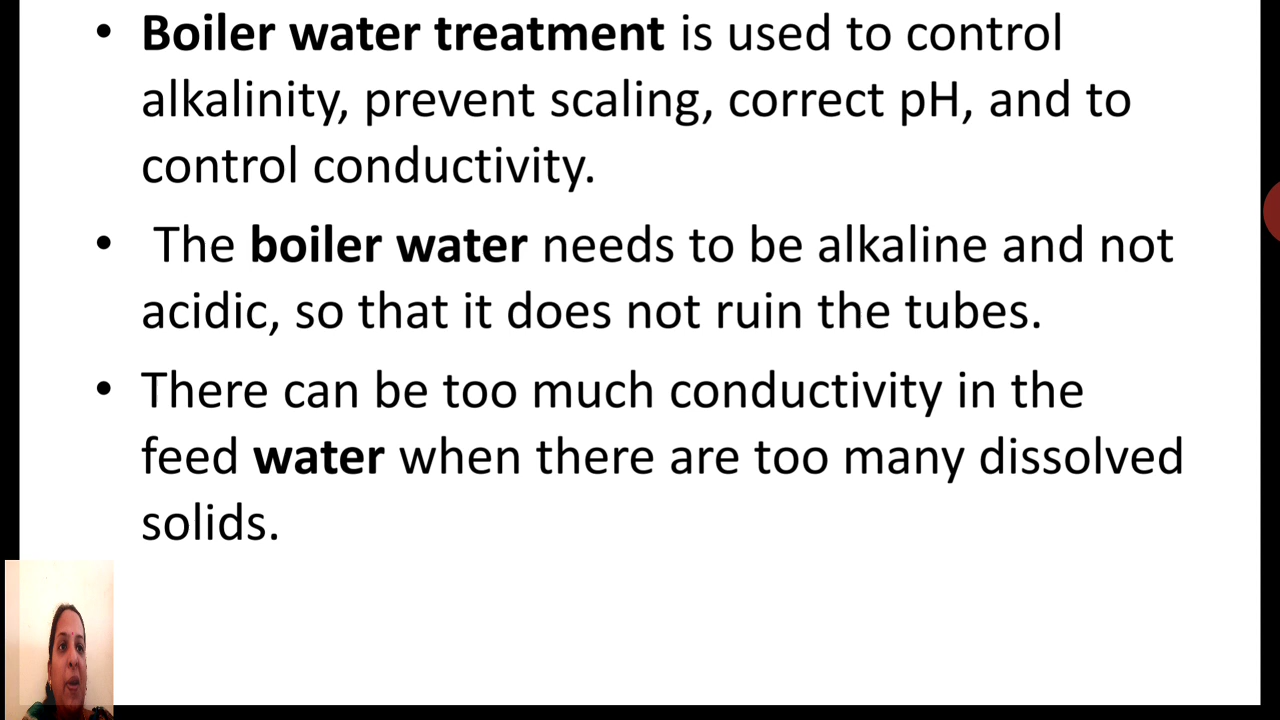 • Boiler water treatment is used to control
alkalinity, prevent scaling, correct pH, and to
control conductivity.
• The boiler water needs to be alkaline and not
acidic, so that it does not ruin the tubes.
• There can be too much conductivity in the
feed water when there are too many dissolved
solids.